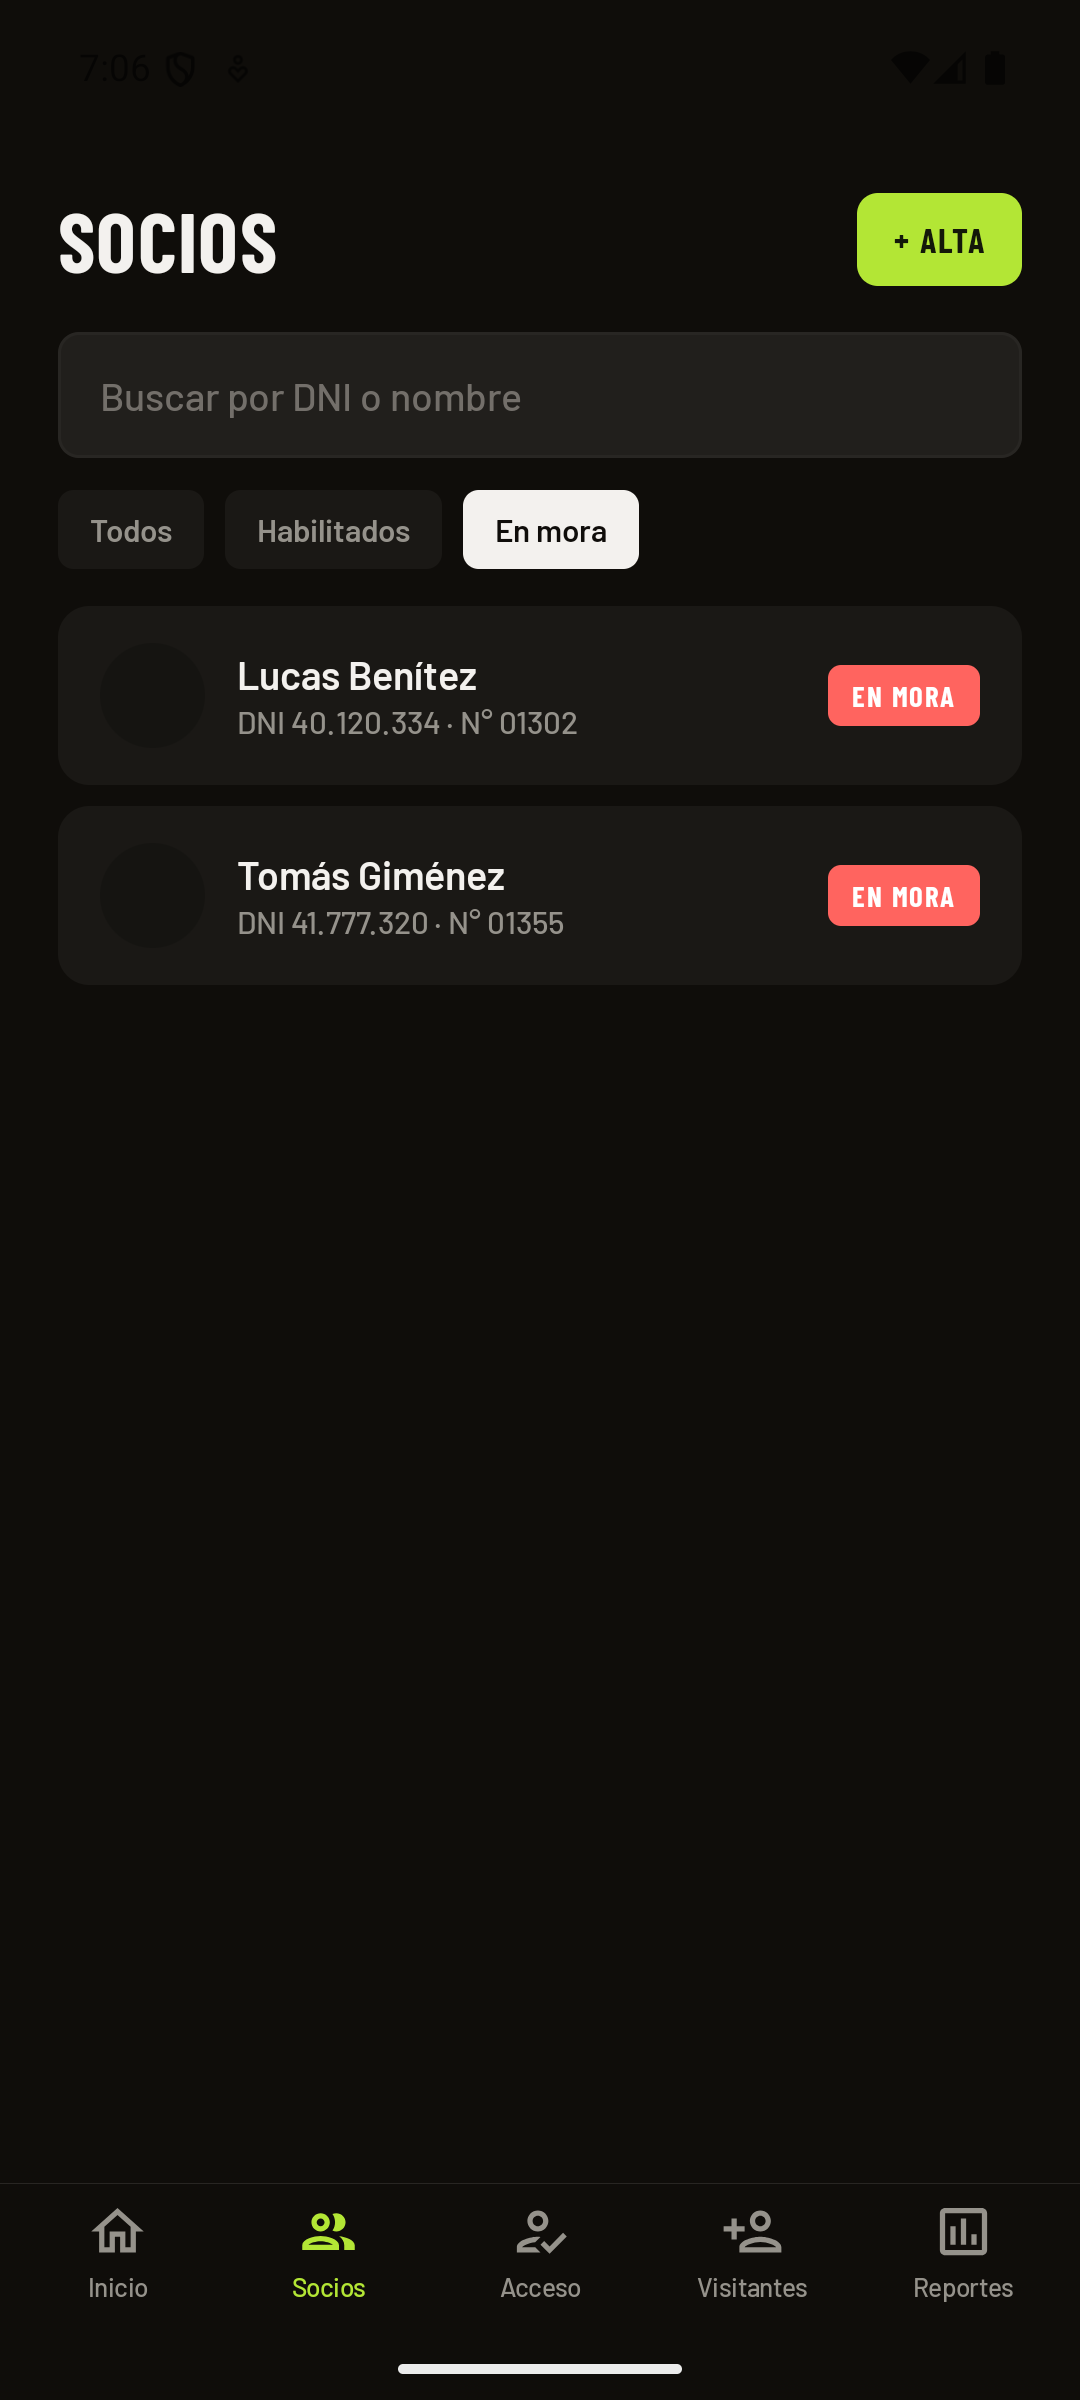 7:06
SOCIOS
+ ALTA
Buscar por DNI o nombre
Todos
Habilitados
En mora
Lucas Benítez
DNI 40.120.334 · N° 01302
EN MORA
Tomás Giménez
DNI 41.777.320 · N° 01355
EN MORA
Inicio
Socios
Acceso
Visitantes
Reportes